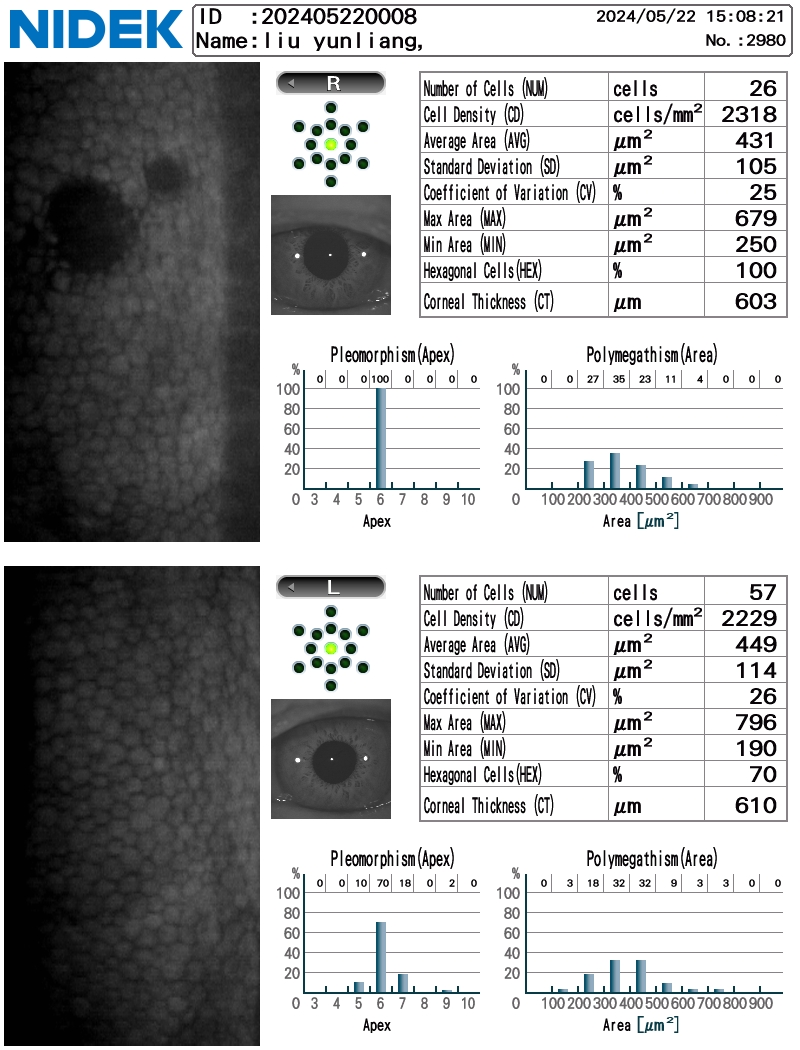 NIDEK
ID :202405220008 2024/05/22 15:08:21
Name:liu yunliang, No. :2980
R
Number of Cells (NUM) cells 26
Cell Density (CD) cells/mm² 2318
Average Area (AVG) μm² 431
Standard Deviation (SD) μm² 105
Coefficient of Variation (CV) % 25
Max Area (MAX) μm² 679
Min Area (MIN) μm² 250
Hexagonal Cells(HEX) % 100
Corneal Thickness (CT) μm 603
Pleomorphism(Apex)
%
0 0 0 100 0 0 0 0
100
80
60
40
20
0 3 4 5 6 7 8 9 10
Apex
Polymegathism(Area)
%
0 0 27 35 23 11 4 0 0 0
100
80
60
40
20
0 100 200 300 400 500 600 700 800 900
Area [μm²]
L
Number of Cells (NUM) cells 57
Cell Density (CD) cells/mm² 2229
Average Area (AVG) μm² 449
Standard Deviation (SD) μm² 114
Coefficient of Variation (CV) % 26
Max Area (MAX) μm² 796
Min Area (MIN) μm² 190
Hexagonal Cells(HEX) % 70
Corneal Thickness (CT) μm 610
Pleomorphism(Apex)
%
0 0 10 70 18 0 2 0
100
80
60
40
20
0 3 4 5 6 7 8 9 10
Apex
Polymegathism(Area)
%
0 3 18 32 32 9 3 3 0 0
100
80
60
40
20
0 100 200 300 400 500 600 700 800 900
Area [μm²]